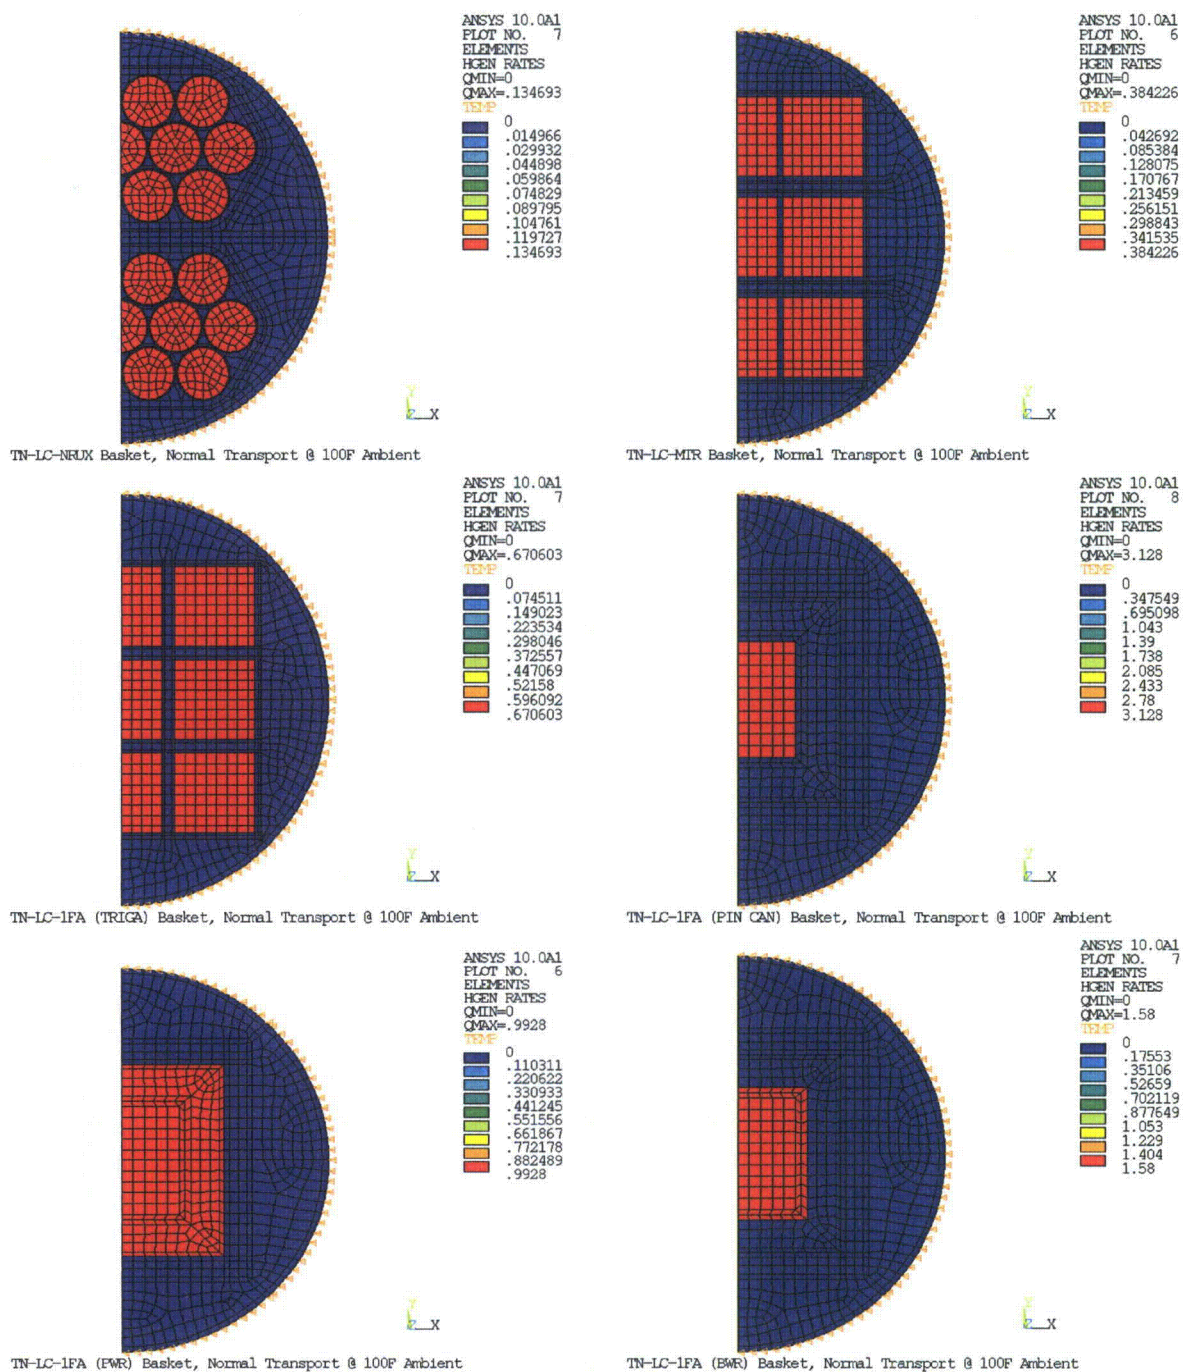 ANSYS 10.0A1
PLOT NO. 7
ELEMENTS
HGEN RATES
QMIN=0
QMAX=.134693
TEMP
0
.014966
.029932
.044898
.059864
.074829
.089795
.104761
.119727
.134693
Y
Z X
TN-LC-NRUX Basket, Normal Transport @ 100F Ambient
ANSYS 10.0A1
PLOT NO. 6
ELEMENTS
HGEN RATES
QMIN=0
QMAX=.384226
TEMP
0
.042692
.085384
.128075
.170767
.213459
.256151
.298843
.341535
.384226
Y
Z X
TN-LC-MTR Basket, Normal Transport @ 100F Ambient
ANSYS 10.0A1
PLOT NO. 7
ELEMENTS
HGEN RATES
QMIN=0
QMAX=.670603
TEMP
0
.074511
.149023
.223534
.298046
.372557
.447069
.52158
.596092
.670603
Y
Z X
TN-LC-1FA (TRIGA) Basket, Normal Transport @ 100F Ambient
ANSYS 10.0A1
PLOT NO. 8
ELEMENTS
HGEN RATES
QMIN=0
QMAX=3.128
TEMP
0
.347549
.695098
1.043
1.39
1.738
2.085
2.433
2.78
3.128
Y
Z X
TN-LC-1FA (PIN CAN) Basket, Normal Transport @ 100F Ambient
ANSYS 10.0A1
PLOT NO. 6
ELEMENTS
HGEN RATES
QMIN=0
QMAX=.9928
TEMP
0
.110311
.220622
.330933
.441245
.551556
.661867
.772178
.882489
.9928
Y
Z X
TN-LC-1FA (PWR) Basket, Normal Transport @ 100F Ambient
ANSYS 10.0A1
PLOT NO. 7
ELEMENTS
HGEN RATES
QMIN=0
QMAX=1.58
TEMP
0
.17553
.35106
.52659
.702119
.877649
1.053
1.229
1.404
1.58
Y
Z X
TN-LC-1FA (BWR) Basket, Normal Transport @ 100F Ambient